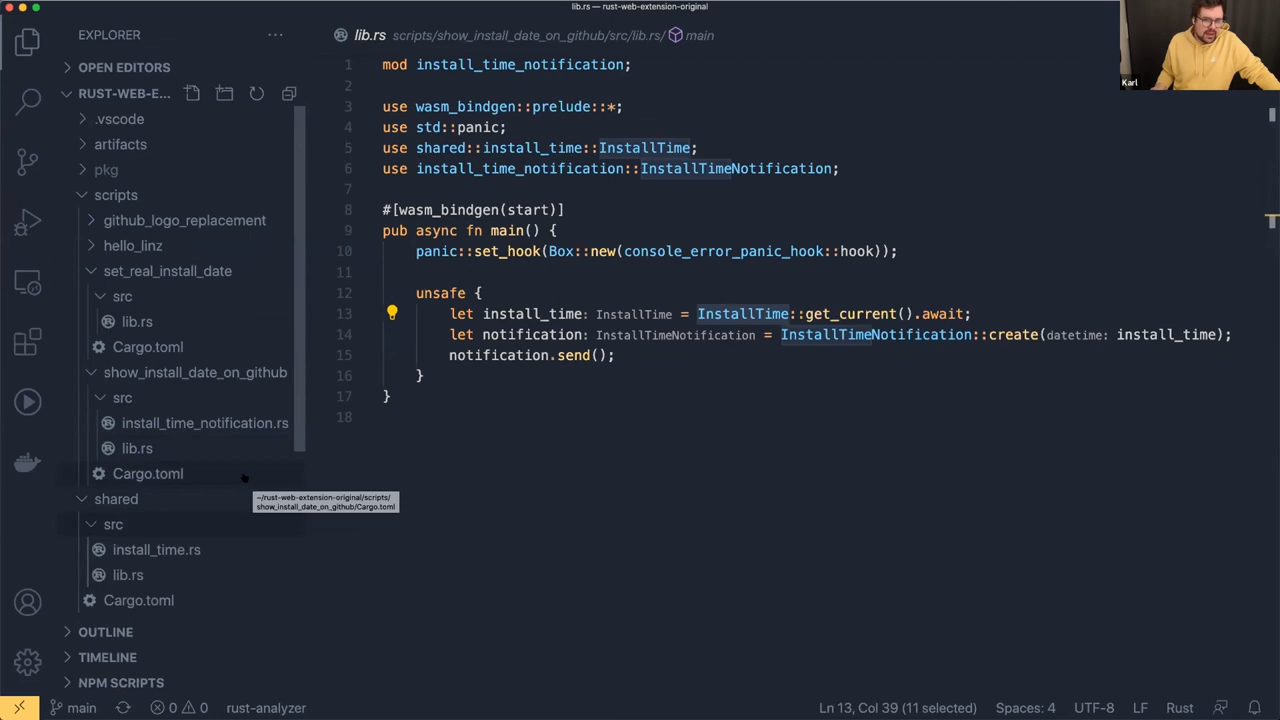 lib.rs — rust-web-extension-original
EXPLORER
OPEN EDITORS
RUST-WEB-E...
.vscode
artifacts
pkg
scripts
github_logo_replacement
hello_linz
set_real_install_date
src
lib.rs
Cargo.toml
show_install_date_on_github
src
install_time_notification.rs
lib.rs
Cargo.toml
shared
src
install_time.rs
lib.rs
Cargo.toml
OUTLINE
TIMELINE
NPM SCRIPTS
~/rust-web-extension-original/scripts/
show_install_date_on_github/Cargo.toml
lib.rs scripts/show_install_date_on_github/src/lib.rs/ main
1 mod install_time_notification;
2
3 use wasm_bindgen::prelude::*;
4 use std::panic;
5 use shared::install_time::InstallTime;
6 use install_time_notification::InstallTimeNotification;
7
8 #[wasm_bindgen(start)]
9 pub async fn main() {
10 panic::set_hook(Box::new(console_error_panic_hook::hook));
11
12 unsafe {
13 let install_time: InstallTime = InstallTime::get_current().await;
14 let notification: InstallTimeNotification = InstallTimeNotification::create(datetime: install_time);
15 notification.send();
16 }
17 }
18
Karl
main
0 0
rust-analyzer
Ln 13, Col 39 (11 selected)
Spaces: 4
UTF-8
LF
Rust